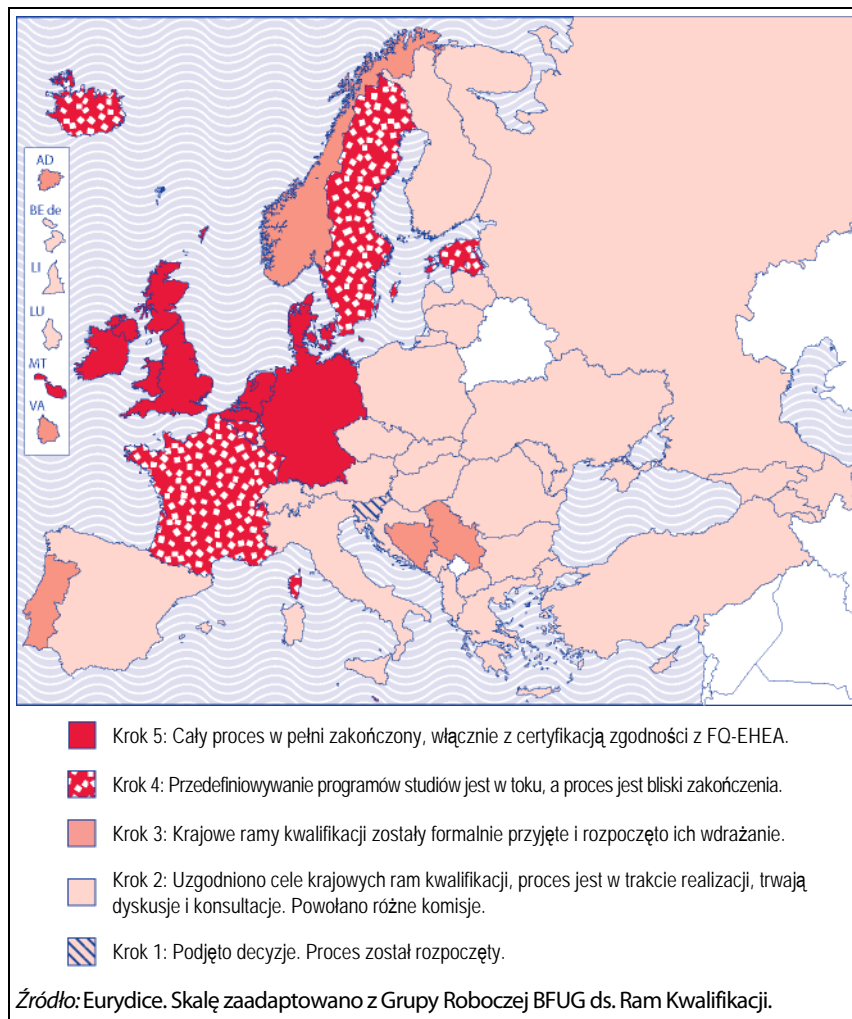 AD
BE de
LI
LU
MT
VA
Krok 5: Cały proces w pełni zakończony, włącznie z certyfikacją zgodności z FQ-EHEA.
Krok 4: Przedefiniowywanie programów studiów jest w toku, a proces jest bliski zakończenia.
Krok 3: Krajowe ramy kwalifikacji zostały formalnie przyjęte i rozpoczęto ich wdrażanie.
Krok 2: Uzgodniono cele krajowych ram kwalifikacji, proces jest w trakcie realizacji, trwają
dyskusje i konsultacje. Powołano różne komisje.
Krok 1: Podjęto decyzje. Proces został rozpoczęty.
Źródło: Eurydice. Skalę zaadaptowano z Grupy Roboczej BFUG ds. Ram Kwalifikacji.